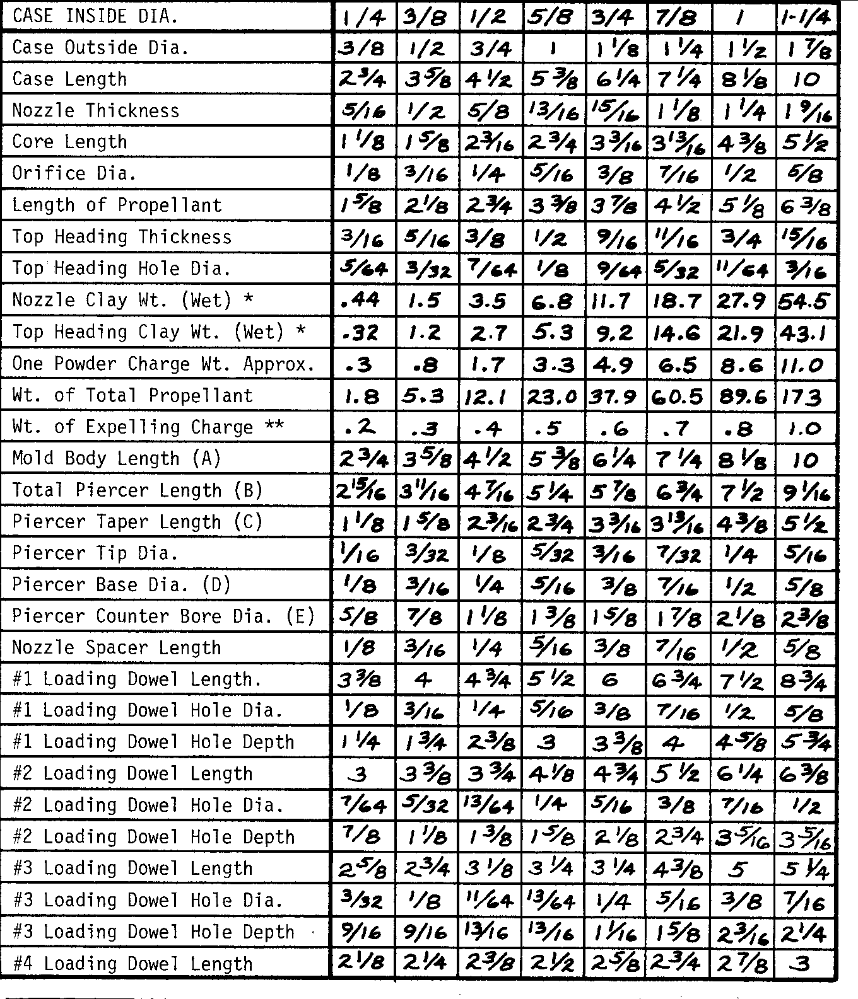 CASE INSIDE DIA. 1/4 3/8 1/2 5/8 3/4 7/8 1 1-1/4
Case Outside Dia. 3/8 1/2 3/4 1 1 1/8 1 1/4 1 1/2 1 7/8
Case Length 2 3/4 3 5/8 4 1/2 5 3/8 6 1/4 7 1/4 8 1/8 10
Nozzle Thickness 5/16 1/2 5/8 13/16 15/16 1 1/8 1 1/4 1 9/16
Core Length 1 1/8 1 5/8 2 3/16 2 3/4 3 3/16 3 13/16 4 3/8 5 1/2
Orifice Dia. 1/8 3/16 1/4 5/16 3/8 7/16 1/2 5/8
Length of Propellant 1 5/8 2 1/8 2 3/4 3 3/8 3 7/8 4 1/2 5 1/8 6 3/8
Top Heading Thickness 3/16 5/16 3/8 1/2 9/16 11/16 3/4 15/16
Top Heading Hole Dia. 5/64 3/32 7/64 1/8 9/64 5/32 11/64 3/16
Nozzle Clay Wt. (Wet) * .44 1.5 3.5 6.8 11.7 18.7 27.9 54.5
Top Heading Clay Wt. (Wet) * .32 1.2 2.7 5.3 9.2 14.6 21.9 43.1
One Powder Charge Wt. Approx. .3 .8 1.7 3.3 4.9 6.5 8.6 11.0
Wt. of Total Propellant 1.8 5.3 12.1 23.0 37.9 60.5 89.6 173
Wt. of Expelling Charge ** .2 .3 .4 .5 .6 .7 .8 1.0
Mold Body Length (A) 2 3/4 3 5/8 4 1/2 5 3/8 6 1/4 7 1/4 8 1/8 10
Total Piercer Length (B) 2 15/16 3 11/16 4 7/16 5 1/4 5 7/8 6 3/4 7 1/2 9 1/16
Piercer Taper Length (C) 1 1/8 1 5/8 2 3/16 2 3/4 3 3/16 3 13/16 4 3/8 5 1/2
Piercer Tip Dia. 1/16 3/32 1/8 5/32 3/16 7/32 1/4 5/16
Piercer Base Dia. (D) 1/8 3/16 1/4 5/16 3/8 7/16 1/2 5/8
Piercer Counter Bore Dia. (E) 5/8 7/8 1 1/8 1 3/8 1 5/8 1 7/8 2 1/8 2 3/8
Nozzle Spacer Length 1/8 3/16 1/4 5/16 3/8 7/16 1/2 5/8
#1 Loading Dowel Length. 3 3/8 4 4 3/4 5 1/2 6 6 3/4 7 1/2 8 3/4
#1 Loading Dowel Hole Dia. 1/8 3/16 1/4 5/16 3/8 7/16 1/2 5/8
#1 Loading Dowel Hole Depth 1 1/4 1 3/4 2 3/8 3 3 3/8 4 4 5/8 5 3/4
#2 Loading Dowel Length 3 3 3/8 3 3/4 4 1/8 4 3/4 5 1/2 6 1/4 6 3/8
#2 Loading Dowel Hole Dia. 7/64 5/32 13/64 1/4 5/16 3/8 7/16 1/2
#2 Loading Dowel Hole Depth 7/8 1 1/8 1 3/8 1 5/8 2 1/8 2 3/4 3 5/16 3 5/16
#3 Loading Dowel Length 2 5/8 2 3/4 3 1/8 3 1/4 3 1/4 4 3/8 5 5 1/4
#3 Loading Dowel Hole Dia. 3/32 1/8 11/64 13/64 1/4 5/16 3/8 7/16
#3 Loading Dowel Hole Depth 9/16 9/16 13/16 13/16 1 1/16 1 5/8 2 3/16 2 1/4
#4 Loading Dowel Length 2 1/8 2 1/4 2 3/8 2 1/2 2 5/8 2 3/4 2 7/8 3